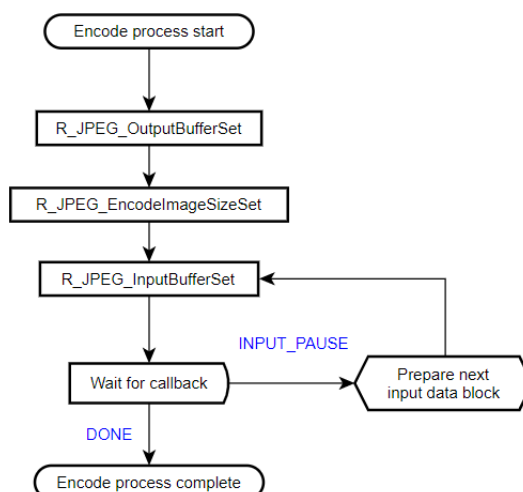 Encode process start
R_JPEG_OutputBufferSet
R_JPEG_EncodeImageSizeSet
R_JPEG_InputBufferSet
INPUT_PAUSE
Wait for callback
Prepare next
input data block
DONE
Encode process complete